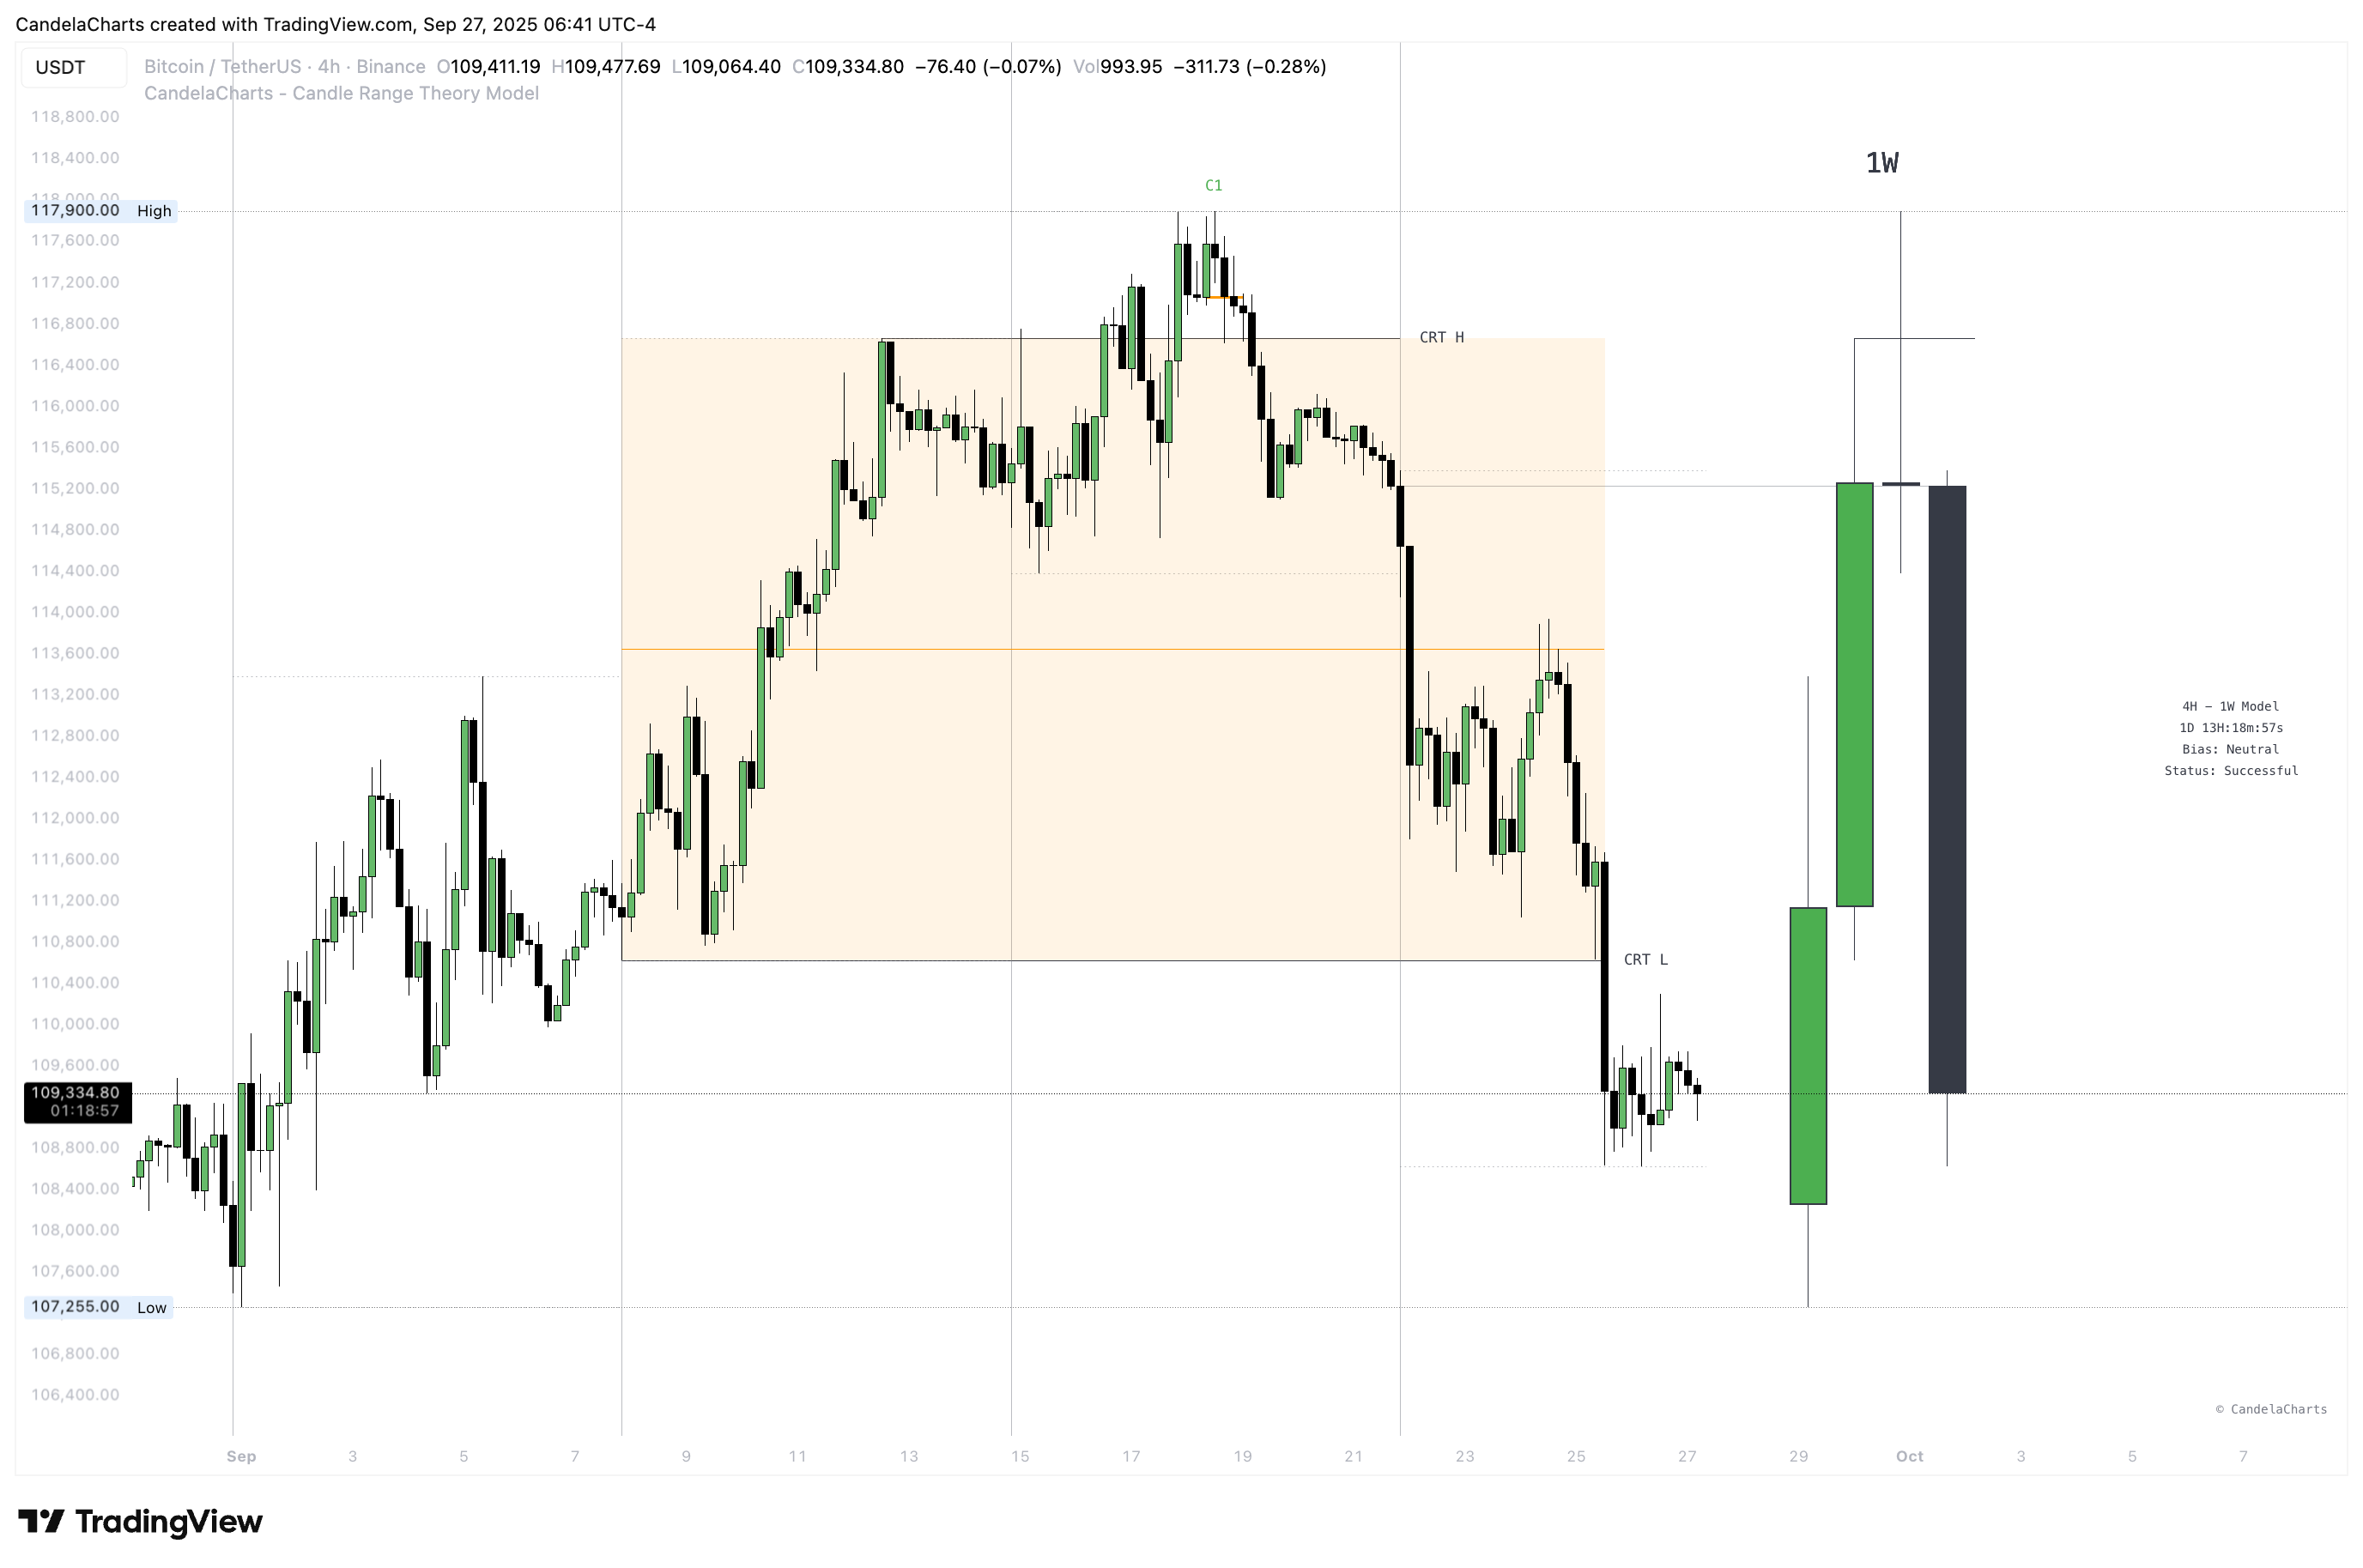 CandelaCharts created with TradingView.com, Sep 27, 2025 06:41 UTC-4
USDT
Bitcoin / TetherUS · 4h · Binance O109,411.19 H109,477.69 L109,064.40 C109,334.80 −76.40 (−0.07%) Vol993.95 −311.73 (−0.28%)
CandelaCharts - Candle Range Theory Model
118,800.00
118,400.00
118,000.00
117,900.00 High
117,600.00
117,200.00
116,800.00
116,400.00
116,000.00
115,600.00
115,200.00
114,800.00
114,400.00
114,000.00
113,600.00
113,200.00
112,800.00
112,400.00
112,000.00
111,600.00
111,200.00
110,800.00
110,400.00
110,000.00
109,600.00
109,334.80
01:18:57
108,800.00
108,400.00
108,000.00
107,600.00
107,255.00 Low
106,800.00
106,400.00
1W
C1
CRT H
CRT L
4H – 1W Model
1D 13H:18m:57s
Bias: Neutral
Status: Successful
© CandelaCharts
Sep 3 5 7 9 11 13 15 17 19 21 23 25 27 29 Oct 3 5 7
TradingView